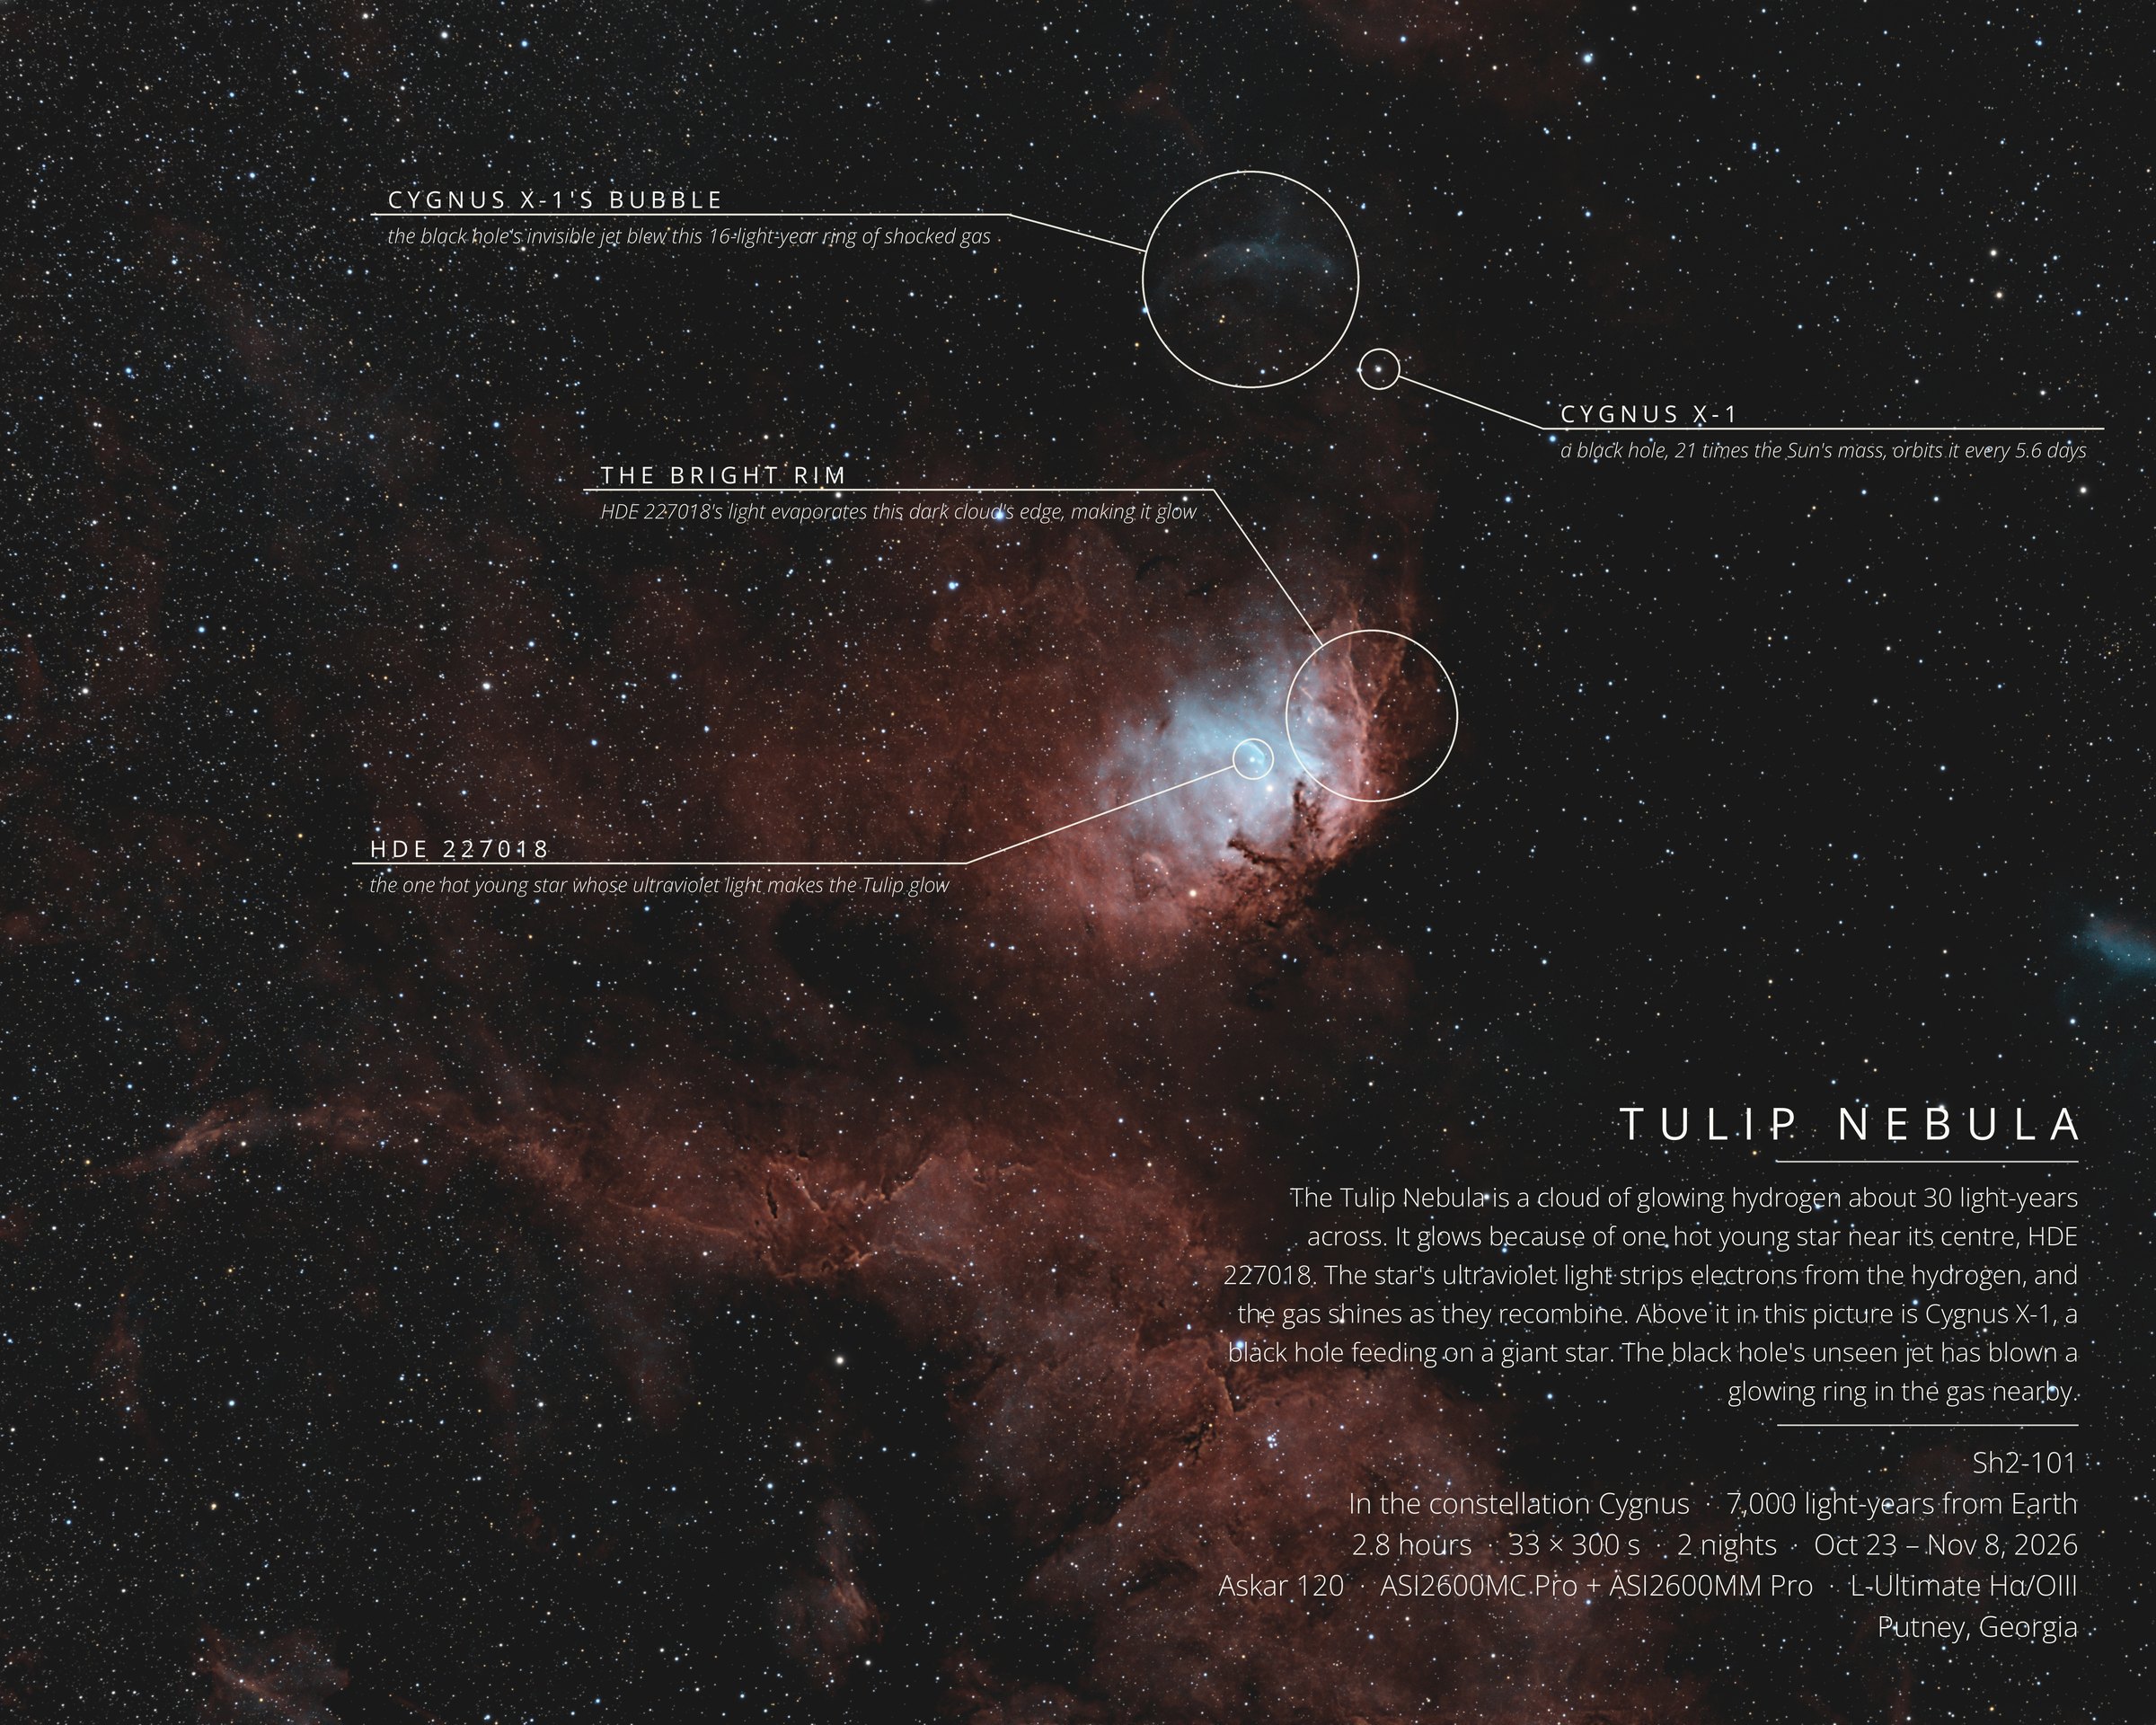 CYGNUS X-1'S BUBBLE
the black hole's invisible jet blew this 16-light-year ring of shocked gas
CYGNUS X-1
a black hole, 21 times the Sun's mass, orbits it every 5.6 days
THE BRIGHT RIM
HDE 227018's light evaporates this dark cloud's edge, making it glow
HDE 227018
the one hot young star whose ultraviolet light makes the Tulip glow
TULIP NEBULA
The Tulip Nebula is a cloud of glowing hydrogen about 30 light-years
across. It glows because of one hot young star near its centre, HDE
227018. The star's ultraviolet light strips electrons from the hydrogen, and
the gas shines as they recombine. Above it in this picture is Cygnus X-1, a
black hole feeding on a giant star. The black hole's unseen jet has blown a
glowing ring in the gas nearby.
Sh2-101
In the constellation Cygnus · 7,000 light-years from Earth
2.8 hours · 33 × 300 s · 2 nights · Oct 23 – Nov 8, 2026
Askar 120 · ASI2600MC Pro + ASI2600MM Pro · L-Ultimate Hα/OIII
Putney, Georgia